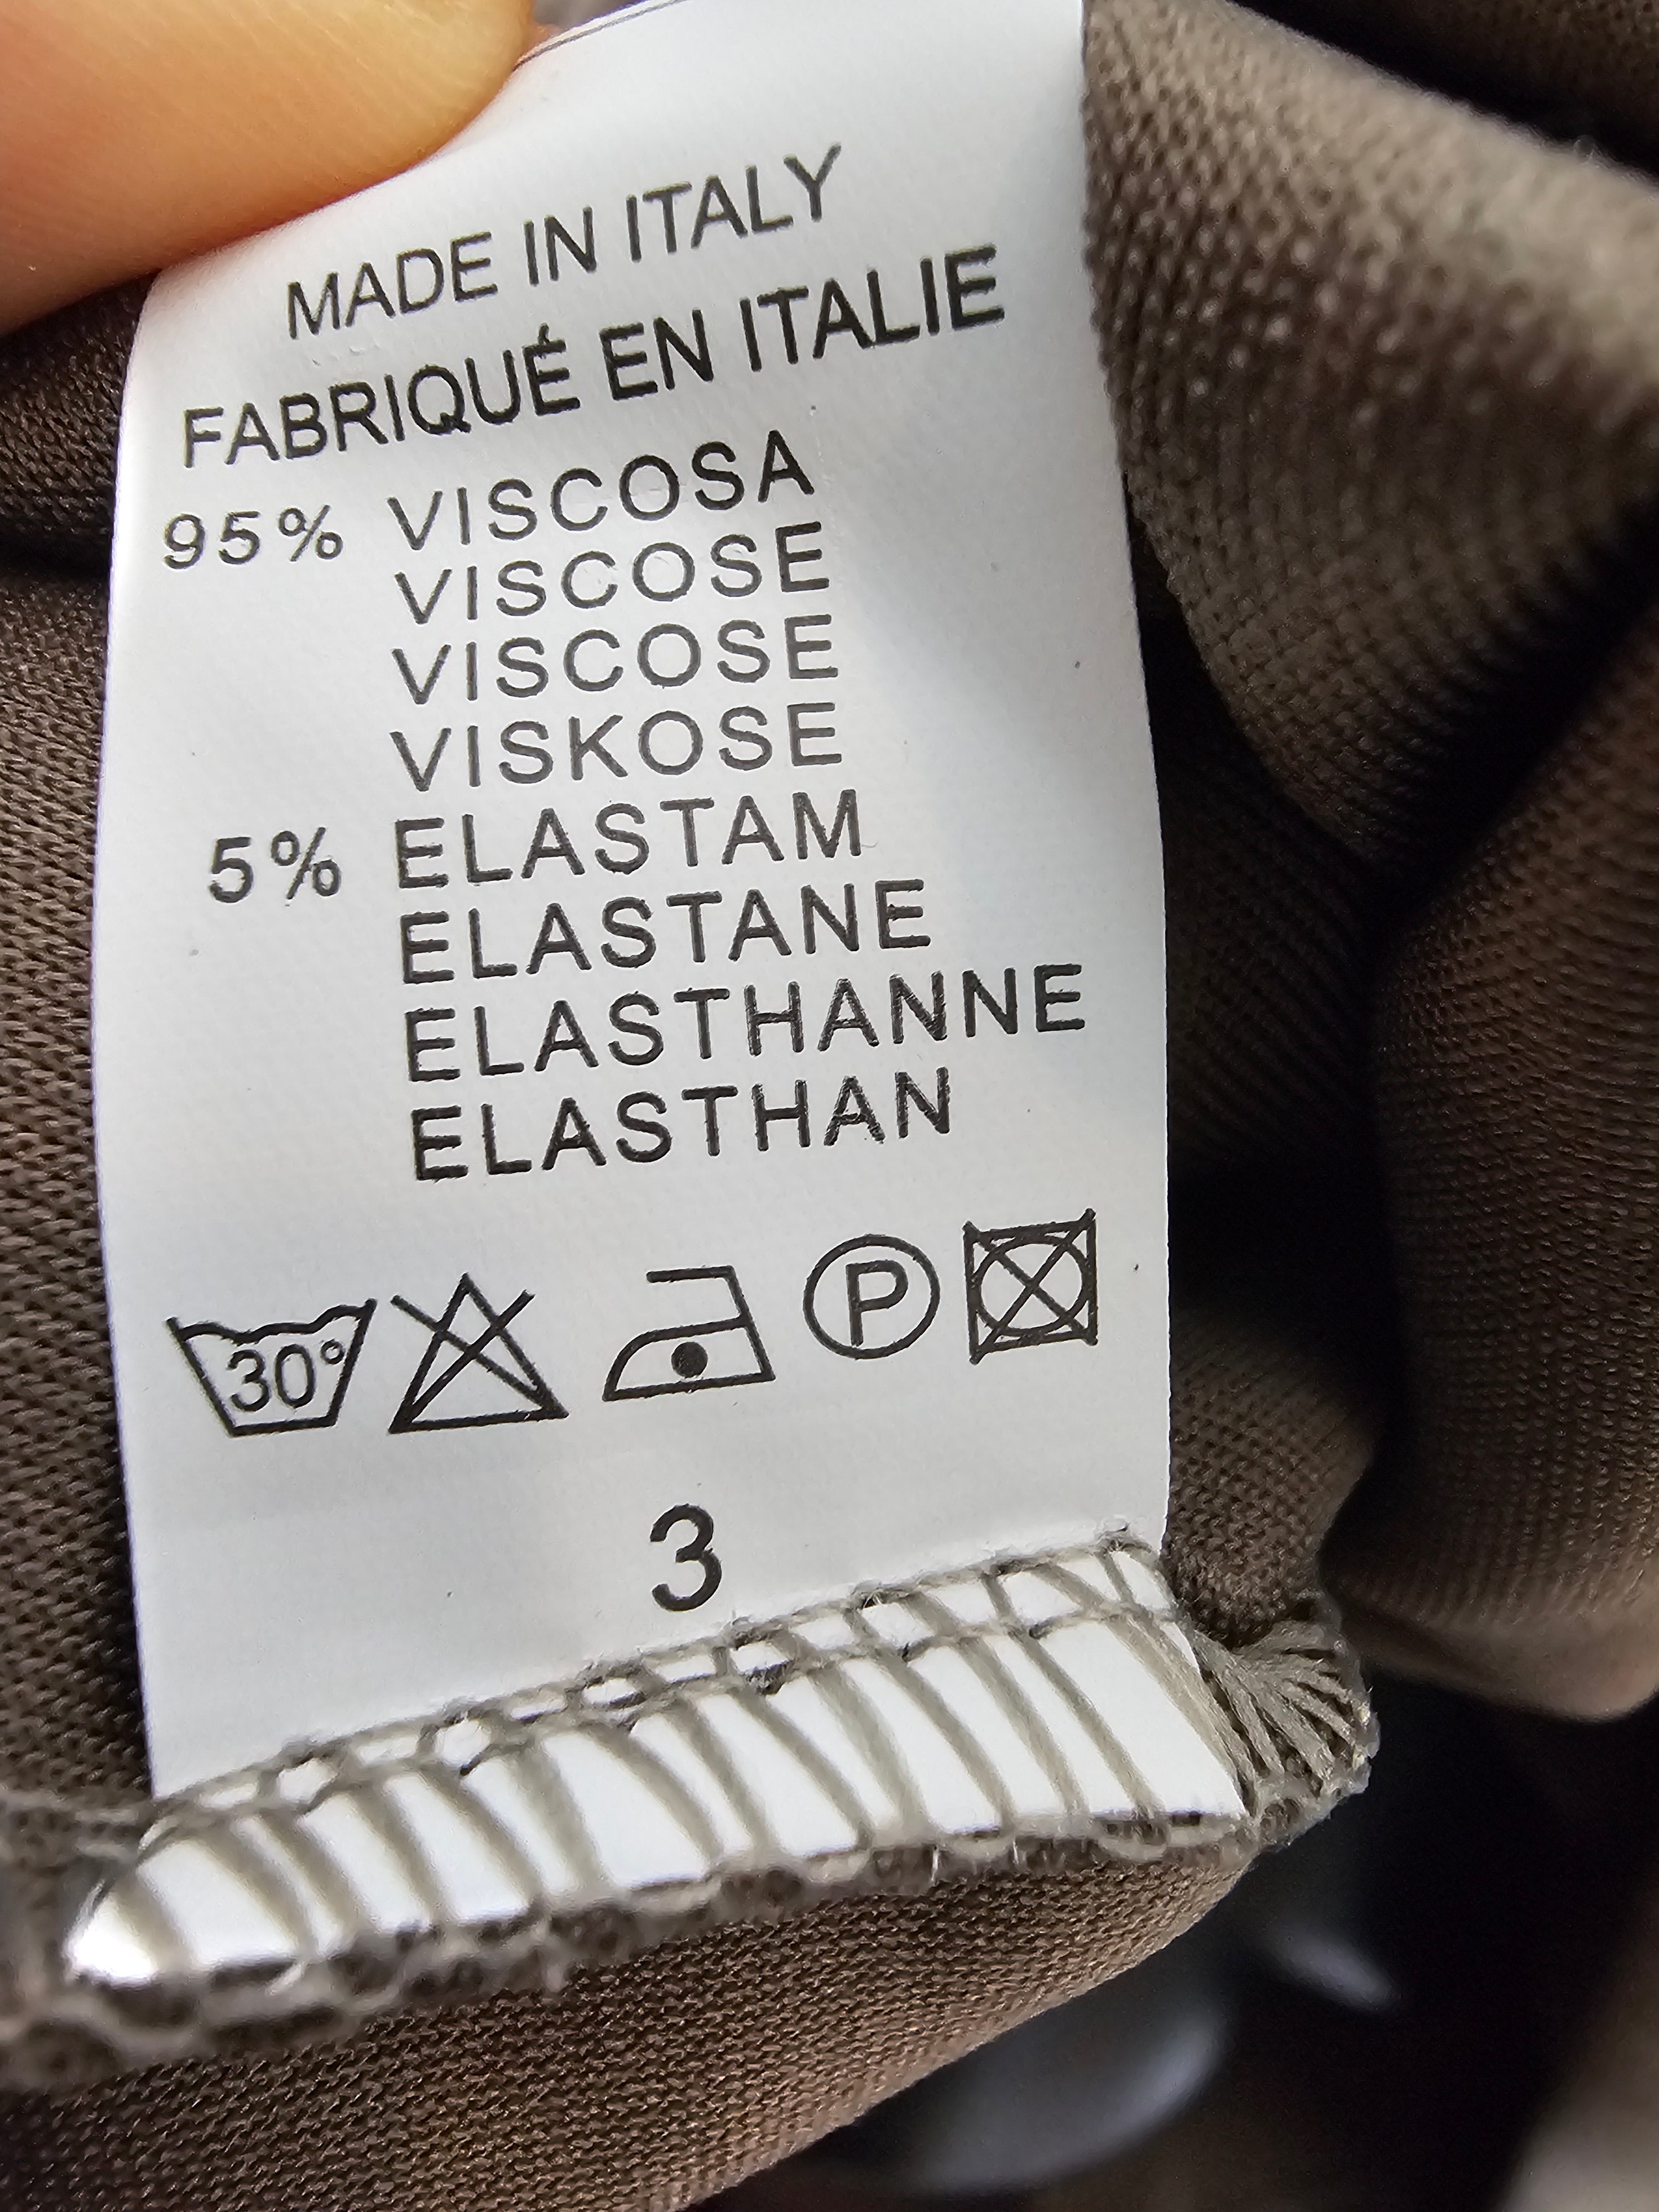 MADE IN ITALY
FABRIQUÉ EN ITALIE
95% VISCOSA
VISCOSE
VISCOSE
VISKOSE
5% ELASTAM
ELASTANE
ELASTHANNE
ELASTHAN
30° P
3